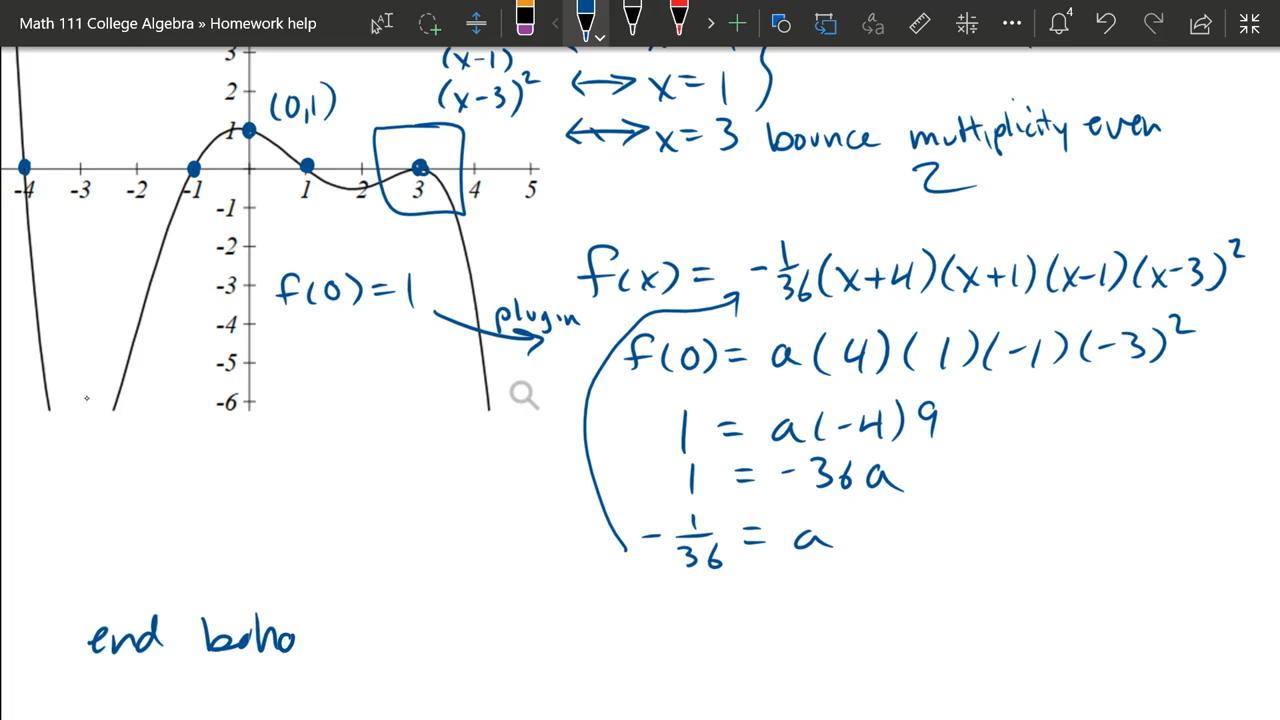 Math 111 College Algebra » Homework help
4
3
(x-1)
2
(x-3)²
↔ x = 1
(0,1)
1
↔ x = 3 bounce multiplicity even
2
-4 -3 -2 -1 1 2 3 4 5
-1
-2
-3
-4
-5
-6
f(0) = 1
plug in
f(x) = -1/36(x+4)(x+1)(x-1)(x-3)²
f(0) = a(4)(1)(-1)(-3)²
1 = a(-4)9
1 = -36a
-1/36 = a
end baho